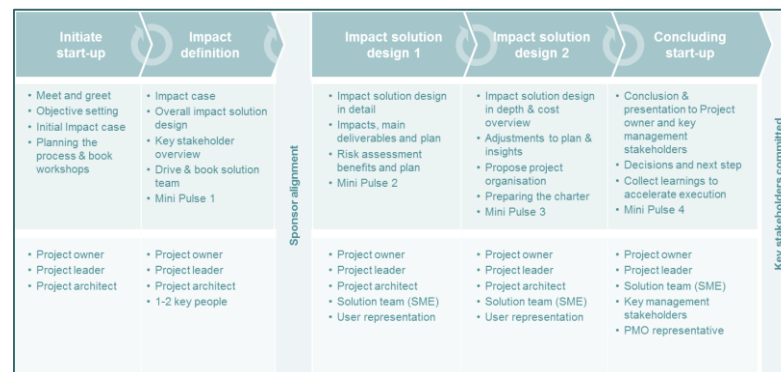 Initiate
start-up
Impact
definition
Impact solution
design 1
Impact solution
design 2
Concluding
start-up
• Meet and greet
• Objective setting
• Initial Impact case
• Planning the
process & book
workshops
• Impact case
• Overall impact solution
design
• Key stakeholder
overview
• Drive & book solution
team
• Mini Pulse 1
Sponsor alignment
• Impact solution design
in detail
• Impacts, main
deliverables and plan
• Risk assessment
benefits and plan
• Mini Pulse 2
• Impact solution design
in depth & cost
overview
• Adjustments to plan &
insights
• Propose project
organisation
• Preparing the charter
• Mini Pulse 3
• Conclusion &
presentation to Project
owner and key
management
stakeholders
• Decisions and next step
• Collect learnings to
accelerate execution
• Mini Pulse 4
Key stakeholders committed
• Project owner
• Project leader
• Project architect
• Project owner
• Project leader
• Project architect
• 1-2 key people
• Project owner
• Project leader
• Project architect
• Solution team (SME)
• User representation
• Project owner
• Project leader
• Project architect
• Solution team (SME)
• User representation
• Project owner
• Project leader
• Solution team (SME)
• Key management
stakeholders
• PMO representative